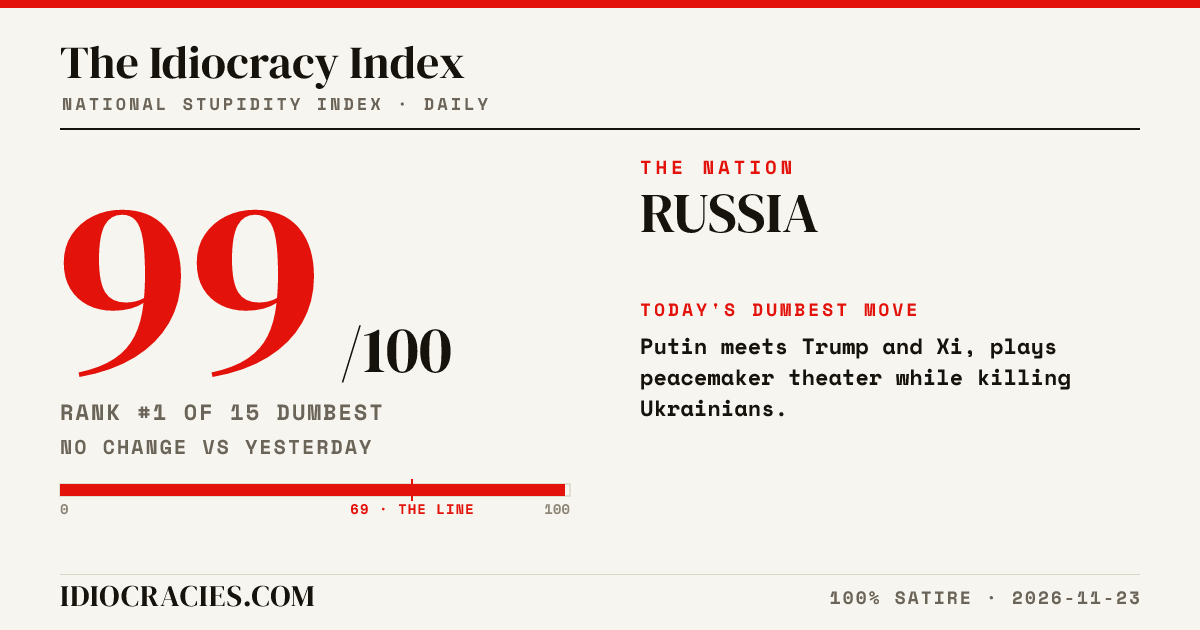 The Idiocracy Index
NATIONAL STUPIDITY INDEX · DAILY
99 /100
RANK #1 OF 15 DUMBEST
NO CHANGE VS YESTERDAY
0 69 · THE LINE 100
THE NATION
RUSSIA
TODAY'S DUMBEST MOVE
Putin meets Trump and Xi, plays
peacemaker theater while killing
Ukrainians.
IDIOCRACIES.COM
100% SATIRE · 2026-11-23